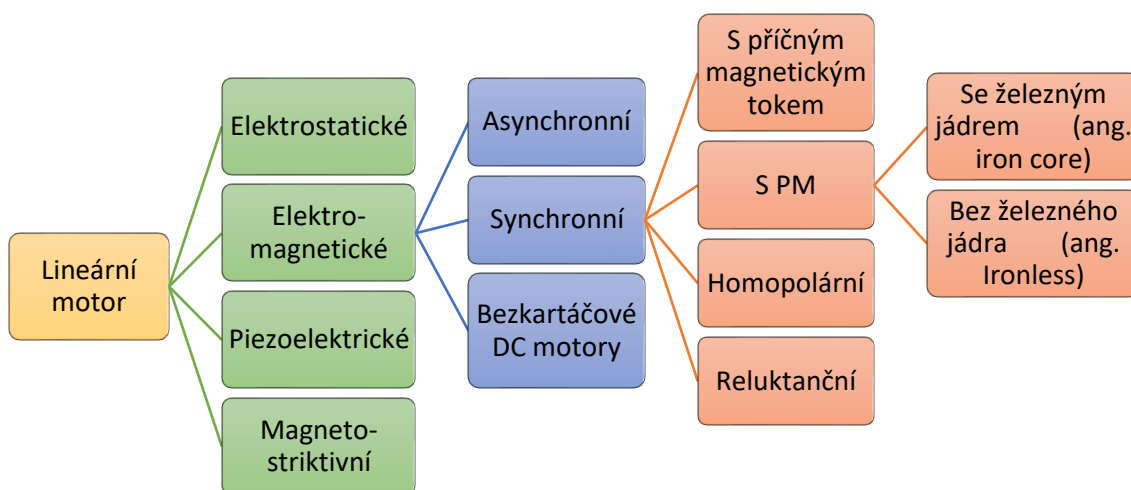 Lineární
motor
Elektrostatické
Elektro-
magnetické
Piezoelektrické
Magneto-
striktivní
Asynchronní
Synchronní
Bezkartáčové
DC motory
S příčným
magnetickým
tokem
S PM
Homopolární
Reluktanční
Se železným
jádrem (ang.
iron core)
Bez železného
jádra (ang.
Ironless)